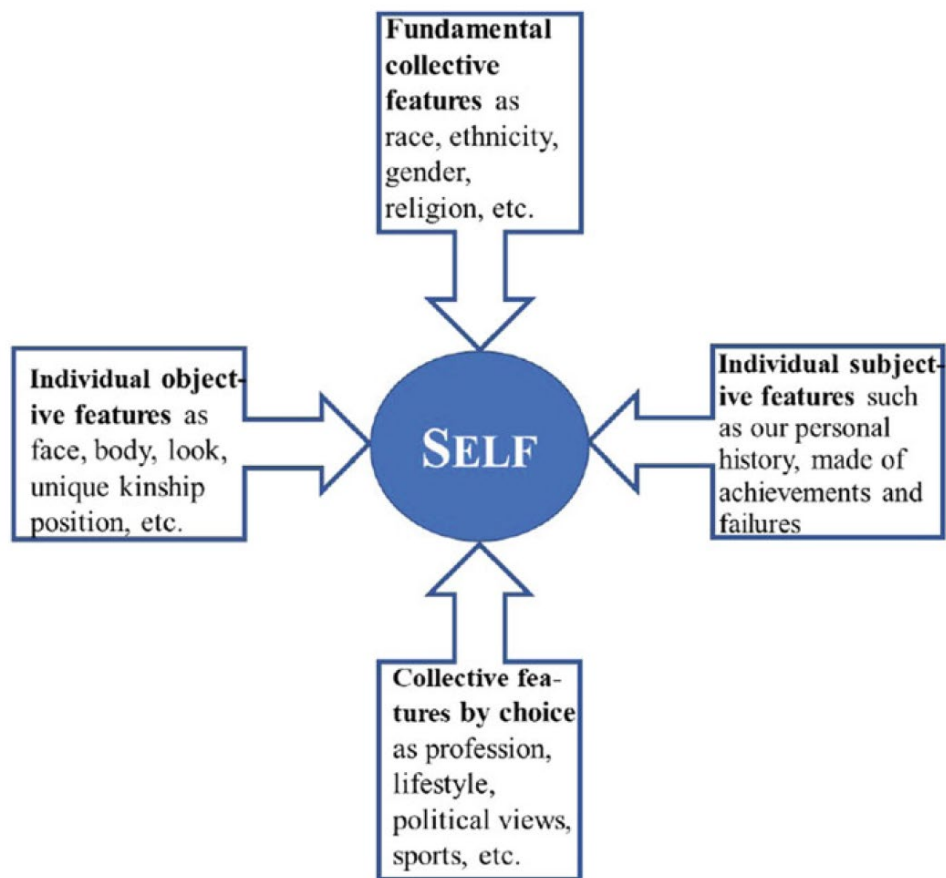 Fundamental
collective
features as
race, ethnicity,
gender,
religion, etc.
Individual object-
ive features as
face, body, look,
unique kinship
position, etc.
SELF
Individual subject-
ive features such
as our personal
history, made of
achievements and
failures
Collective fea-
tures by choice
as profession,
lifestyle,
political views,
sports, etc.